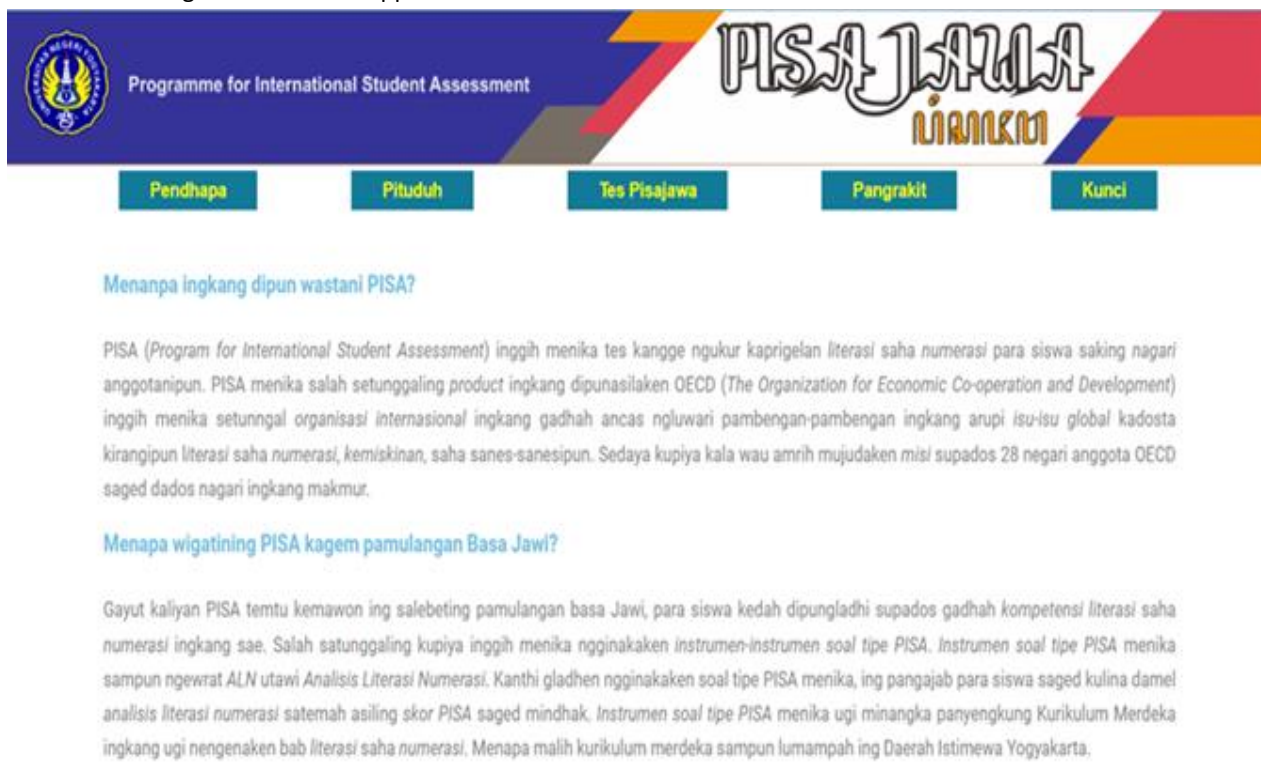 Programme for International Student Assessment
PISA JAWA
Pendhapa
Pituduh
Tes Pisajawa
Pangrakit
Kunci
Menanpa ingkang dipun wastani PISA?
PISA (Program for International Student Assessment) inggih menika tes kangge ngukur kaprigelan literasi saha numerasi para siswa saking nagari
anggotanipun. PISA menika salah setunggaling product ingkang dipunasilaken OECD (The Organization for Economic Co-operation and Development)
inggih menika setunngal organisasi internasional ingkang gadhah ancas ngluwari pambengan-pambengan ingkang arupi isu-isu global kadosta
kirangipun literasi saha numerasi, kemiskinan, saha sanes-sanesipun. Sedaya kupiya kala wau amrih mujudaken misi supados 28 negari anggota OECD
saged dados nagari ingkang makmur.
Menapa wigatining PISA kagem pamulangan Basa Jawi?
Gayut kaliyan PISA temtu kemawon ing salebeting pamulangan basa Jawi, para siswa kedah dipungladhi supados gadhah kompetensi literasi saha
numerasi ingkang sae. Salah satunggaling kupiya inggih menika ngginakaken instrumen-instrumen soal tipe PISA. Instrumen soal tipe PISA menika
sampun ngewrat ALN utawi Analisis Literasi Numerasi. Kanthi gladhen ngginakaken soal tipe PISA menika, ing pangajab para siswa saged kulina damel
analisis literasi numerasi satemah asiling skor PISA saged mindhak. Instrumen soal tipe PISA menika ugi minangka panyengkung Kurikulum Merdeka
ingkang ugi nengenaken bab literasi saha numerasi. Menapa malih kurikulum merdeka sampun lumampah ing Daerah Istimewa Yogyakarta.